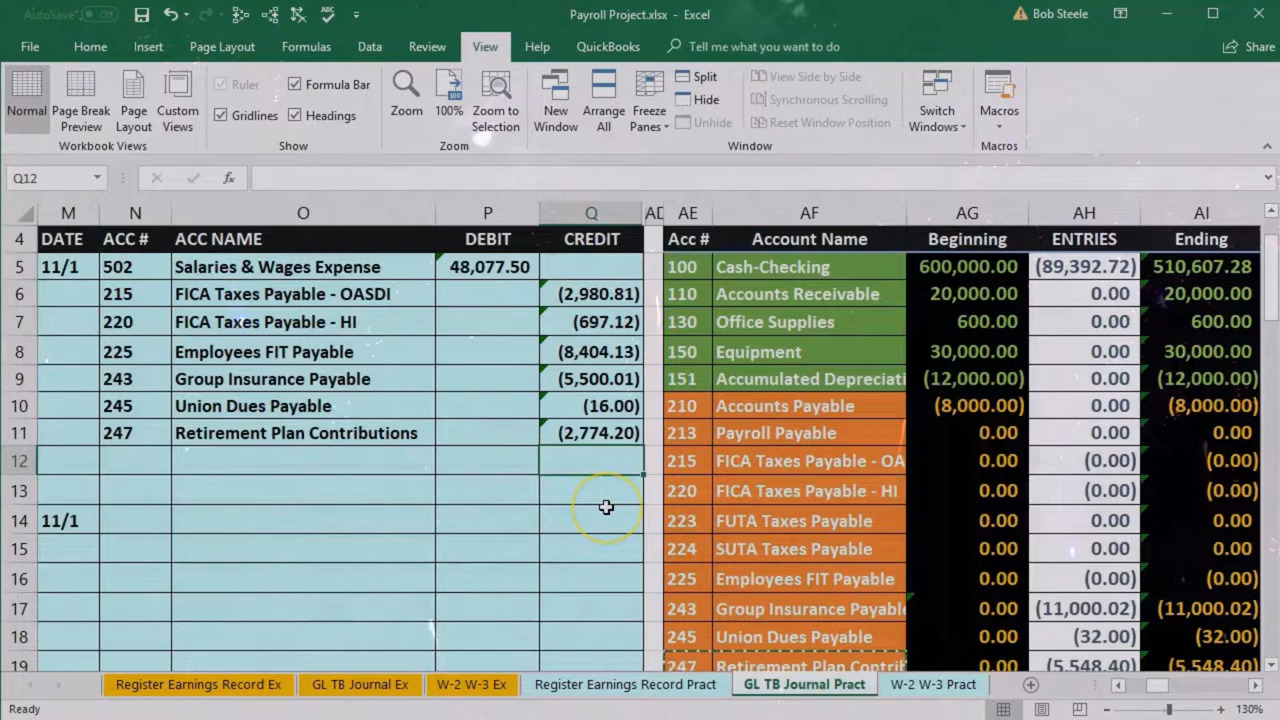 AutoSave Off Payroll Project.xlsx - Excel Bob Steele
File Home Insert Page Layout Formulas Data Review View Help QuickBooks Tell me what you want to do Share
Normal Page Break Preview Page Layout Custom Views
Ruler Formula Bar
Gridlines Headings
Zoom 100% Zoom to Selection
New Window Arrange All Freeze Panes
Split
Hide
Unhide
View Side by Side
Synchronous Scrolling
Reset Window Position
Switch Windows Macros
Workbook Views Show Zoom Window Macros
Q12 fx
M N O P Q AD AE AF AG AH AI
4 DATE ACC # ACC NAME DEBIT CREDIT Acc # Account Name Beginning ENTRIES Ending
5 11/1 502 Salaries & Wages Expense 48,077.50 100 Cash-Checking 600,000.00 (89,392.72) 510,607.28
6 215 FICA Taxes Payable - OASDI (2,980.81) 110 Accounts Receivable 20,000.00 0.00 20,000.00
7 220 FICA Taxes Payable - HI (697.12) 130 Office Supplies 600.00 0.00 600.00
8 225 Employees FIT Payable (8,404.13) 150 Equipment 30,000.00 0.00 30,000.00
9 243 Group Insurance Payable (5,500.01) 151 Accumulated Depreciati (12,000.00) 0.00 (12,000.00)
10 245 Union Dues Payable (16.00) 210 Accounts Payable (8,000.00) 0.00 (8,000.00)
11 247 Retirement Plan Contributions (2,774.20) 213 Payroll Payable 0.00 0.00 0.00
12 215 FICA Taxes Payable - OA 0.00 (0.00) (0.00)
13 220 FICA Taxes Payable - HI 0.00 (0.00) (0.00)
14 11/1 223 FUTA Taxes Payable 0.00 0.00 0.00
15 224 SUTA Taxes Payable 0.00 0.00 0.00
16 225 Employees FIT Payable 0.00 (0.00) (0.00)
17 243 Group Insurance Payable 0.00 (11,000.02) (11,000.02)
18 245 Union Dues Payable 0.00 (32.00) (32.00)
19 247 Retirement Plan Contrib 0.00 (5,548.40) (5,548.40)
Register Earnings Record Ex GL TB Journal Ex W-2 W-3 Ex Register Earnings Record Pract GL TB Journal Pract W-2 W-3 Pract
Ready 130%